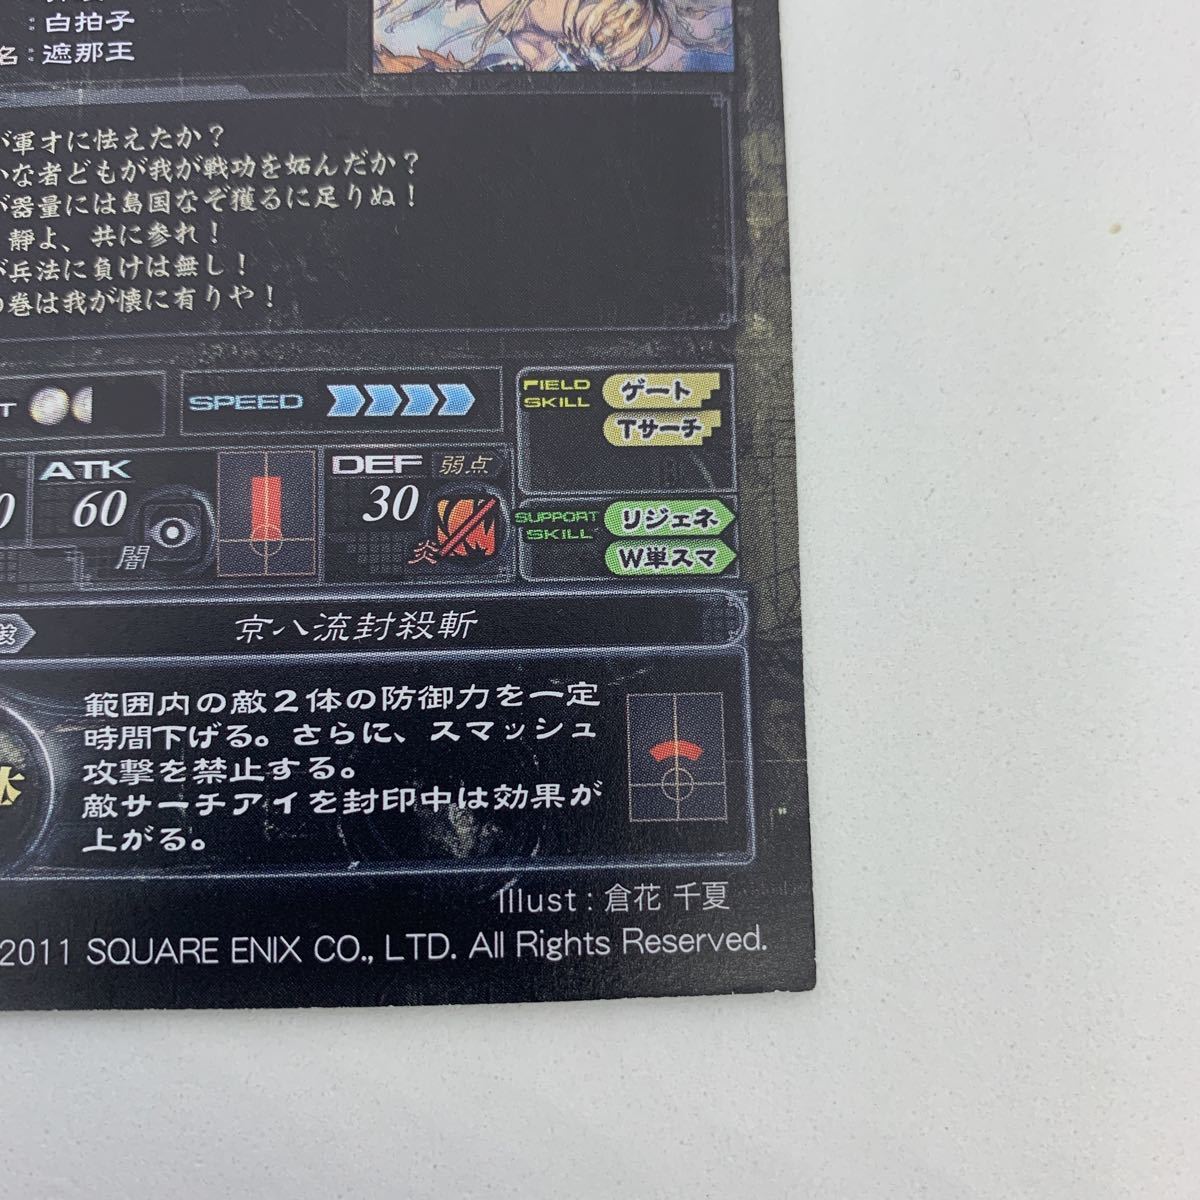 ：白拍子
名：遮那王
が軍才に怯えたか？
かな者どもが我が戦功を妬んだか？
が器量には島国なぞ獲るに足りぬ！
静よ、共に参れ！
が兵法に負けは無し！
の巻は我が懐に有りや！
T
SPEED
FIELD SKILL
ゲート
Tサーチ
0
ATK
60
闇
DEF 弱点
30
炎
SUPPORT SKILL
リジェネ
W単スマ
京八流封殺斬
範囲内の敵２体の防御力を一定
時間下げる。さらに、スマッシュ
攻撃を禁止する。
敵サーチアイを封印中は効果が
上がる。
Illust：倉花 千夏
2011 SQUARE ENIX CO., LTD. All Rights Reserved.